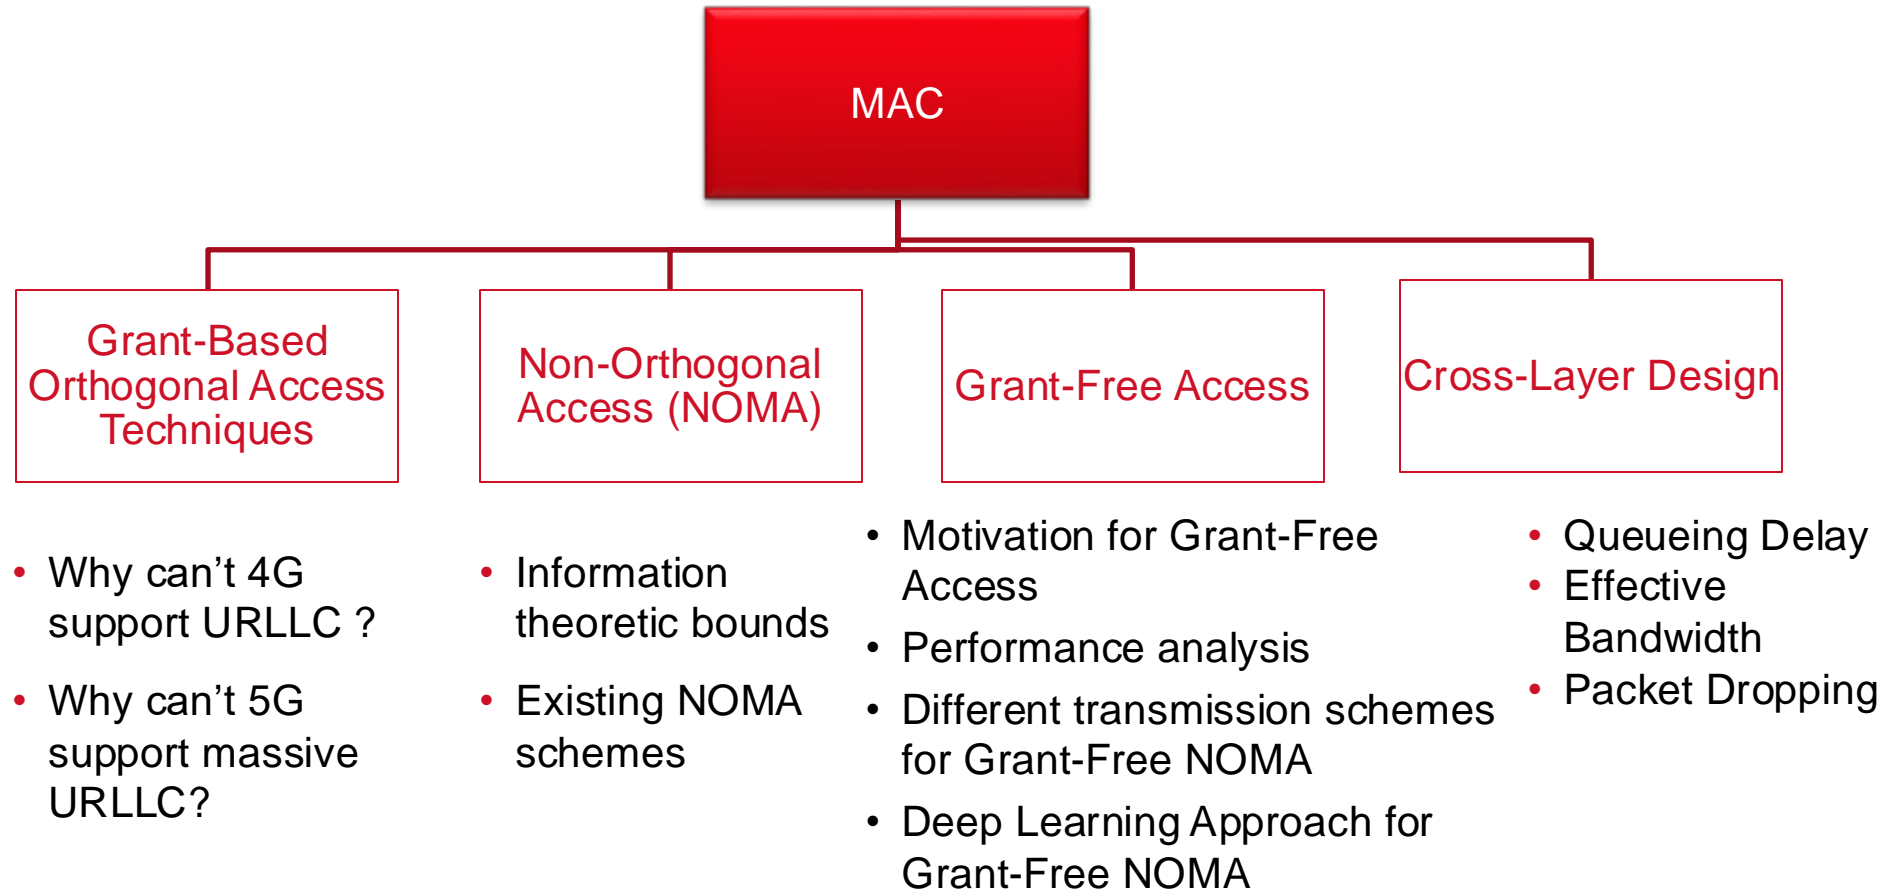 MAC
Grant-Based
Orthogonal Access
Techniques
Non-Orthogonal
Access (NOMA)
Grant-Free Access
Cross-Layer Design
• Why can’t 4G
support URLLC ?
• Why can’t 5G
support massive
URLLC?
• Information
theoretic bounds
• Existing NOMA
schemes
• Motivation for Grant-Free
Access
• Performance analysis
• Different transmission schemes
for Grant-Free NOMA
• Deep Learning Approach for
Grant-Free NOMA
• Queueing Delay
• Effective
Bandwidth
• Packet Dropping